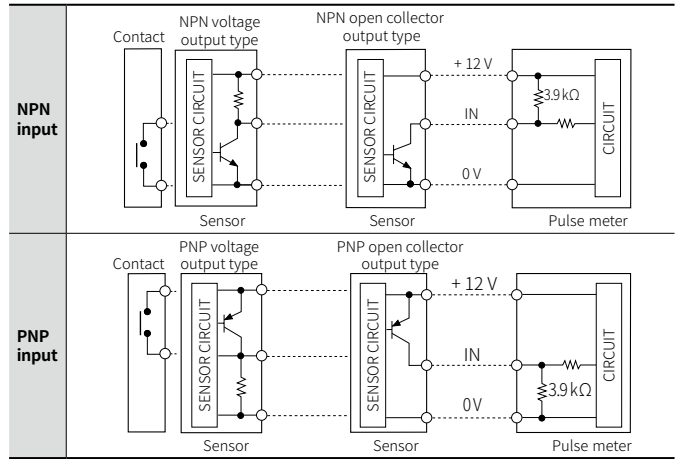 NPN input
Contact
NPN voltage
output type
NPN open collector
output type
SENSOR CIRCUIT
SENSOR CIRCUIT
+ 12 V
IN
0 V
3.9 kΩ
CIRCUIT
Sensor
Sensor
Pulse meter
PNP input
Contact
PNP voltage
output type
PNP open collector
output type
SENSOR CIRCUIT
SENSOR CIRCUIT
+ 12 V
IN
0 V
3.9 kΩ
CIRCUIT
Sensor
Sensor
Pulse meter